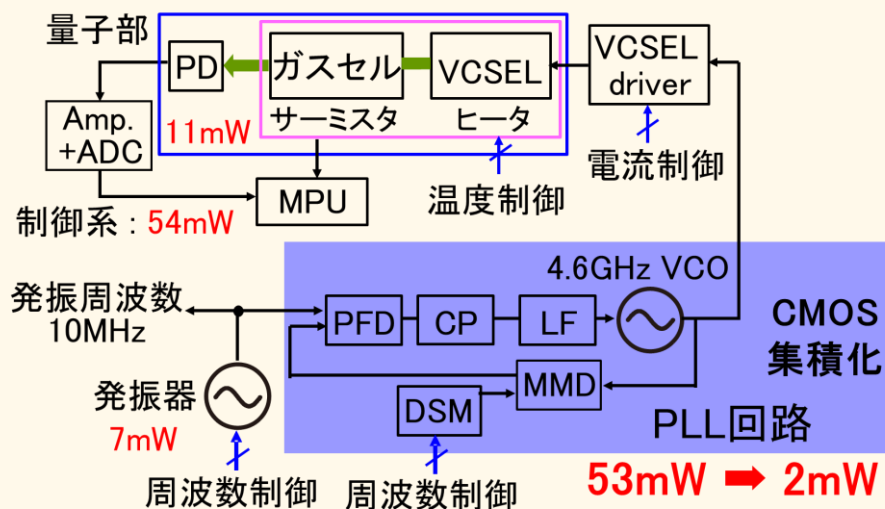 量子部
PD
ガスセル
VCSEL
VCSEL
driver
Amp.
+ADC
11mW
サーミスタ
ヒータ
電流制御
MPU
温度制御
制御系 : 54mW
4.6GHz VCO
発振周波数
10MHz
PFD
CP
LF
CMOS
集積化
発振器
7mW
DSM
MMD
PLL回路
53mW ➡ 2mW
周波数制御
周波数制御